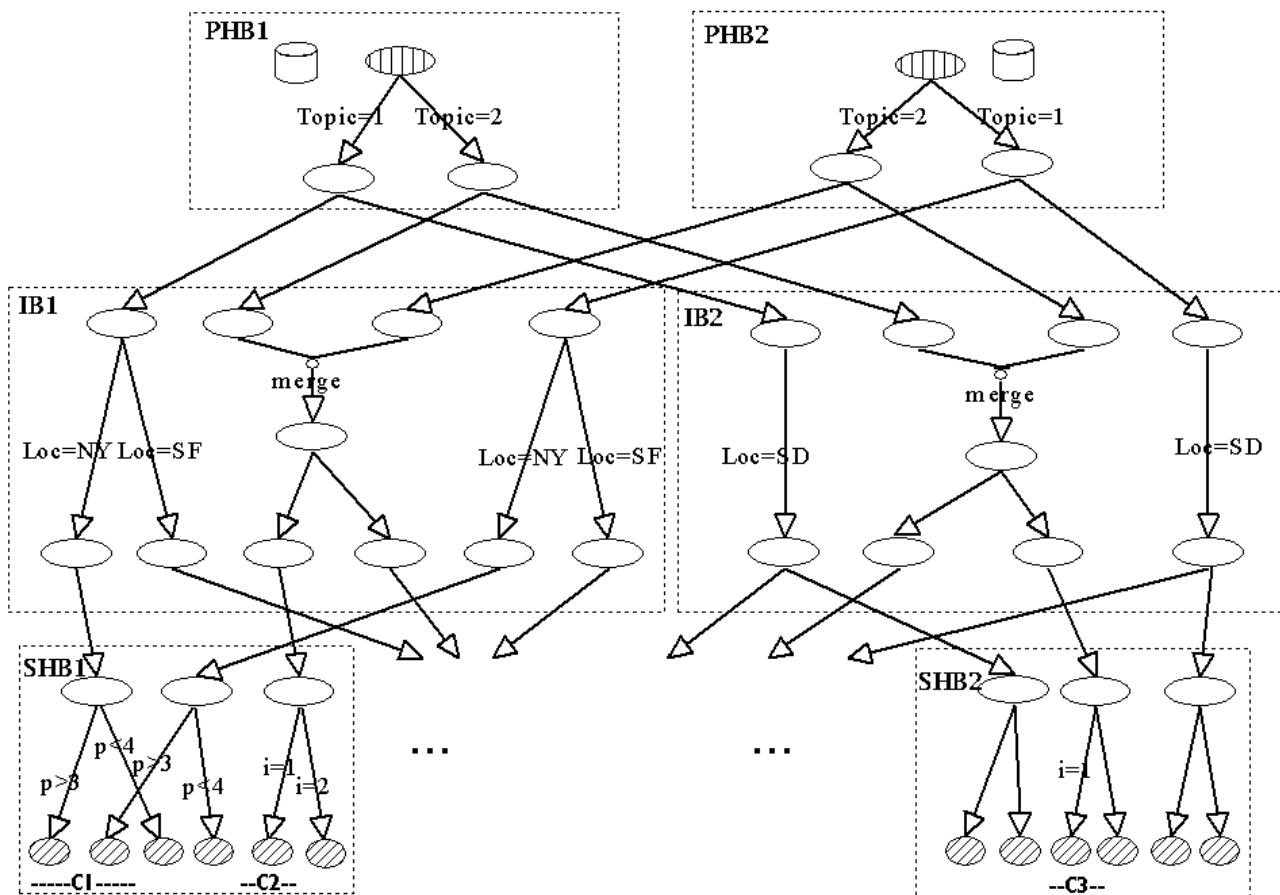 PHB1
PHB2
Topic=1
Topic=2
Topic=2
Topic=1
IB1
IB2
merge
merge
Loc=NY
Loc=SF
Loc=NY
Loc=SF
Loc=SD
Loc=SD
SHB1
SHB2
p>3
p<4
p>3
p<4
i=1
i=2
...
...
i=1
-----C1-----
--C2--
--C3--